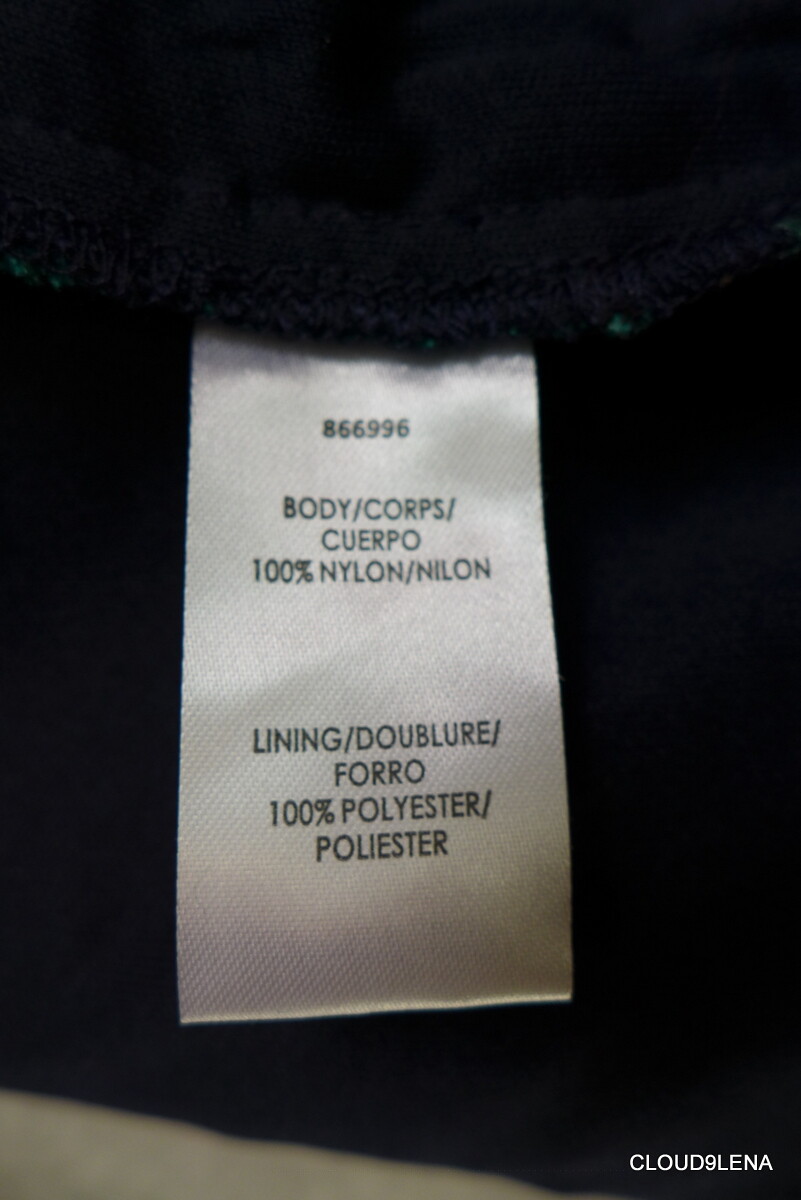 866996
BODY/CORPS/
CUERPO
100% NYLON/NILON
LINING/DOUBLURE/
FORRO
100% POLYESTER/
POLIESTER
CLOUD9LENA